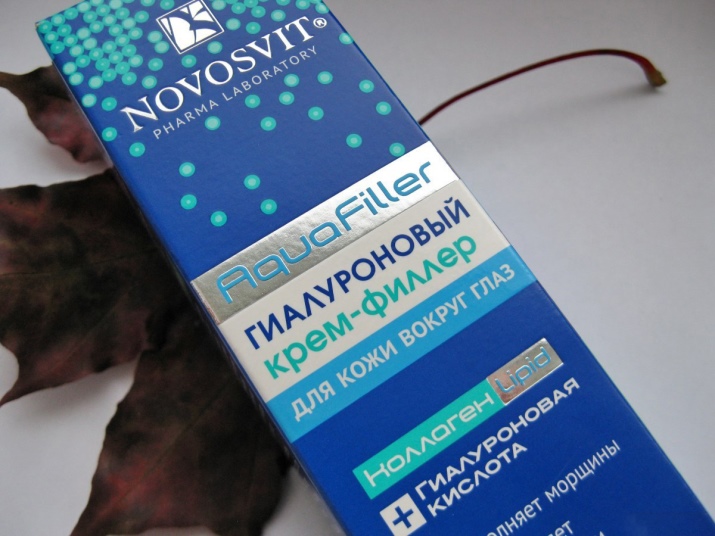 NOVOSVIT®
PHARMA LABORATORY
AquaFiller
ГИАЛУРОНОВЫЙ
крем-филлер
ДЛЯ КОЖИ ВОКРУГ ГЛАЗ
Коллаген Lipid
+ ГИАЛУРОНОВАЯ
КИСЛОТА
морщины